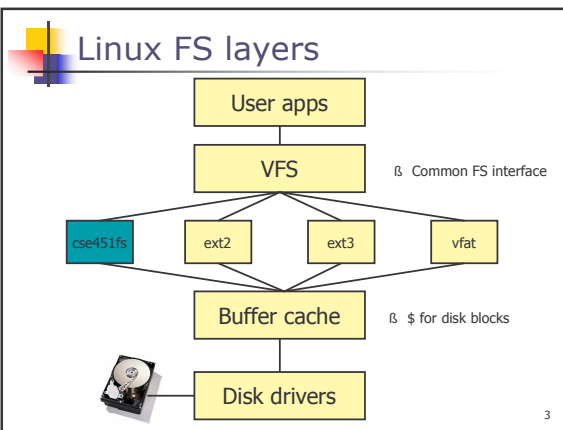 Linux FS layers
User apps
VFS
ß Common FS interface
cse451fs
ext2
ext3
vfat
Buffer cache
ß $ for disk blocks
Disk drivers
3